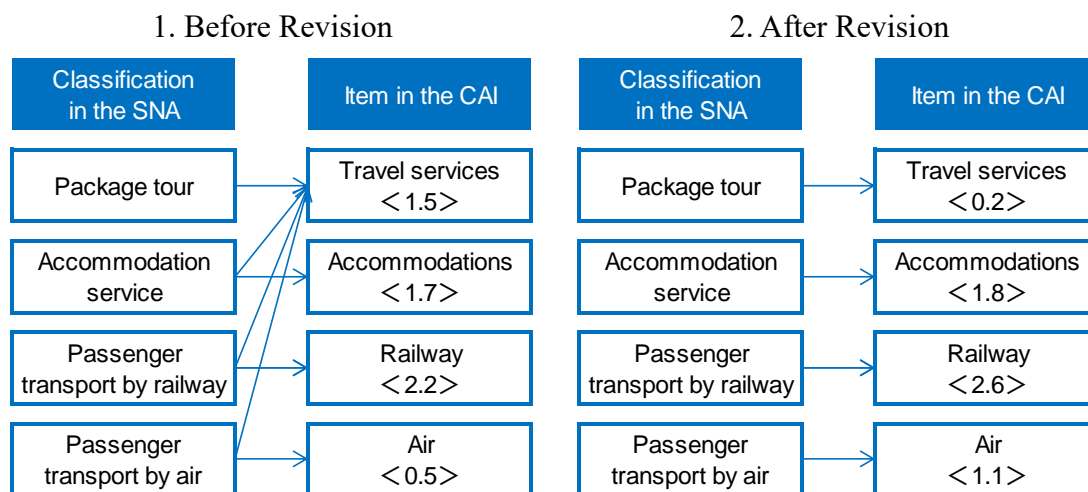 1. Before Revision
Classification
in the SNA
Item in the CAI
Package tour
Travel services
＜1.5＞
Accommodation
service
Accommodations
＜1.7＞
Passenger
transport by railway
Railway
＜2.2＞
Passenger
transport by air
Air
＜0.5＞
2. After Revision
Classification
in the SNA
Item in the CAI
Package tour
Travel services
＜0.2＞
Accommodation
service
Accommodations
＜1.8＞
Passenger
transport by railway
Railway
＜2.6＞
Passenger
transport by air
Air
＜1.1＞